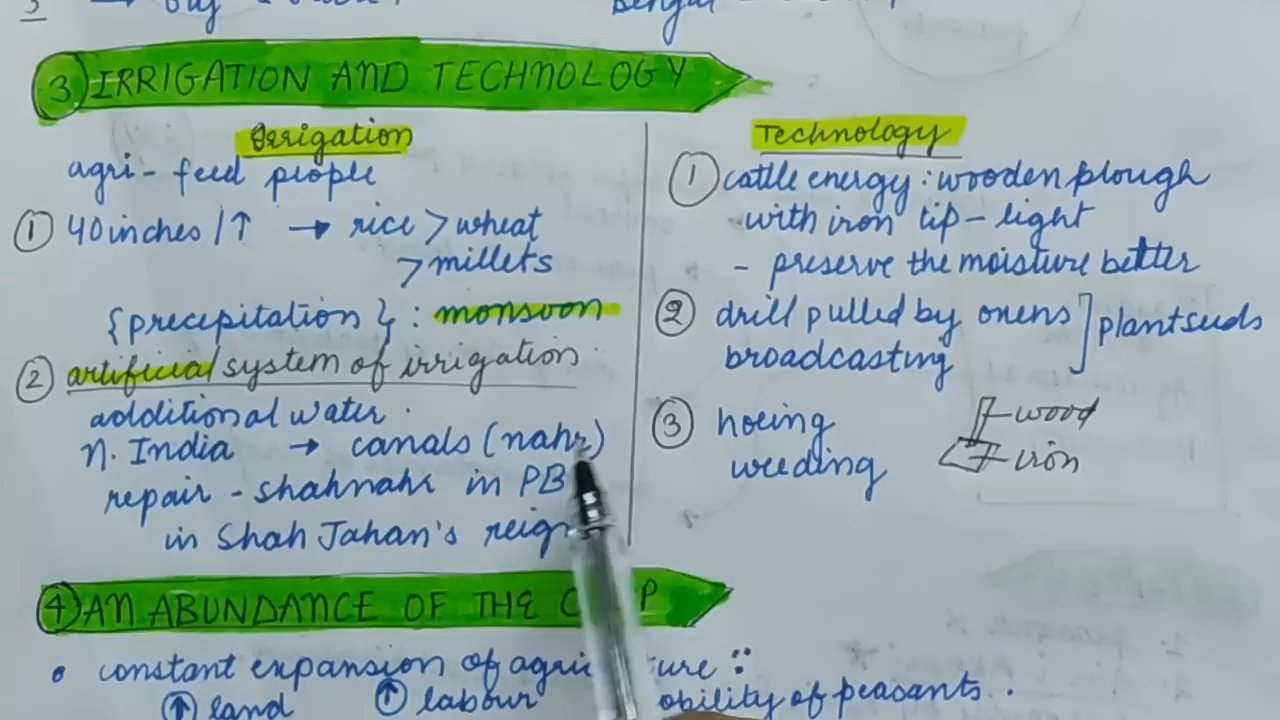 3 → buy
Bengal
③ IRRIGATION AND TECHNOLOGY
Irrigation
agri - feed people
① 40 inches / ↑ → rice > wheat
> millets
{precipitation} : monsoon
② artificial system of irrigation
additional water.
N. India → canals (nahr)
repair - shahnahr in PB
in Shah Jahan's reign
Technology
① cattle energy : wooden plough
with iron tip - light
- preserve the moisture better
② drill pulled by oxens ] plant seeds
broadcasting
③ hoeing
weeding
wood
iron
④ AN ABUNDANCE OF THE
• constant expansion of
↑ land ↑ labour ability of peasants.